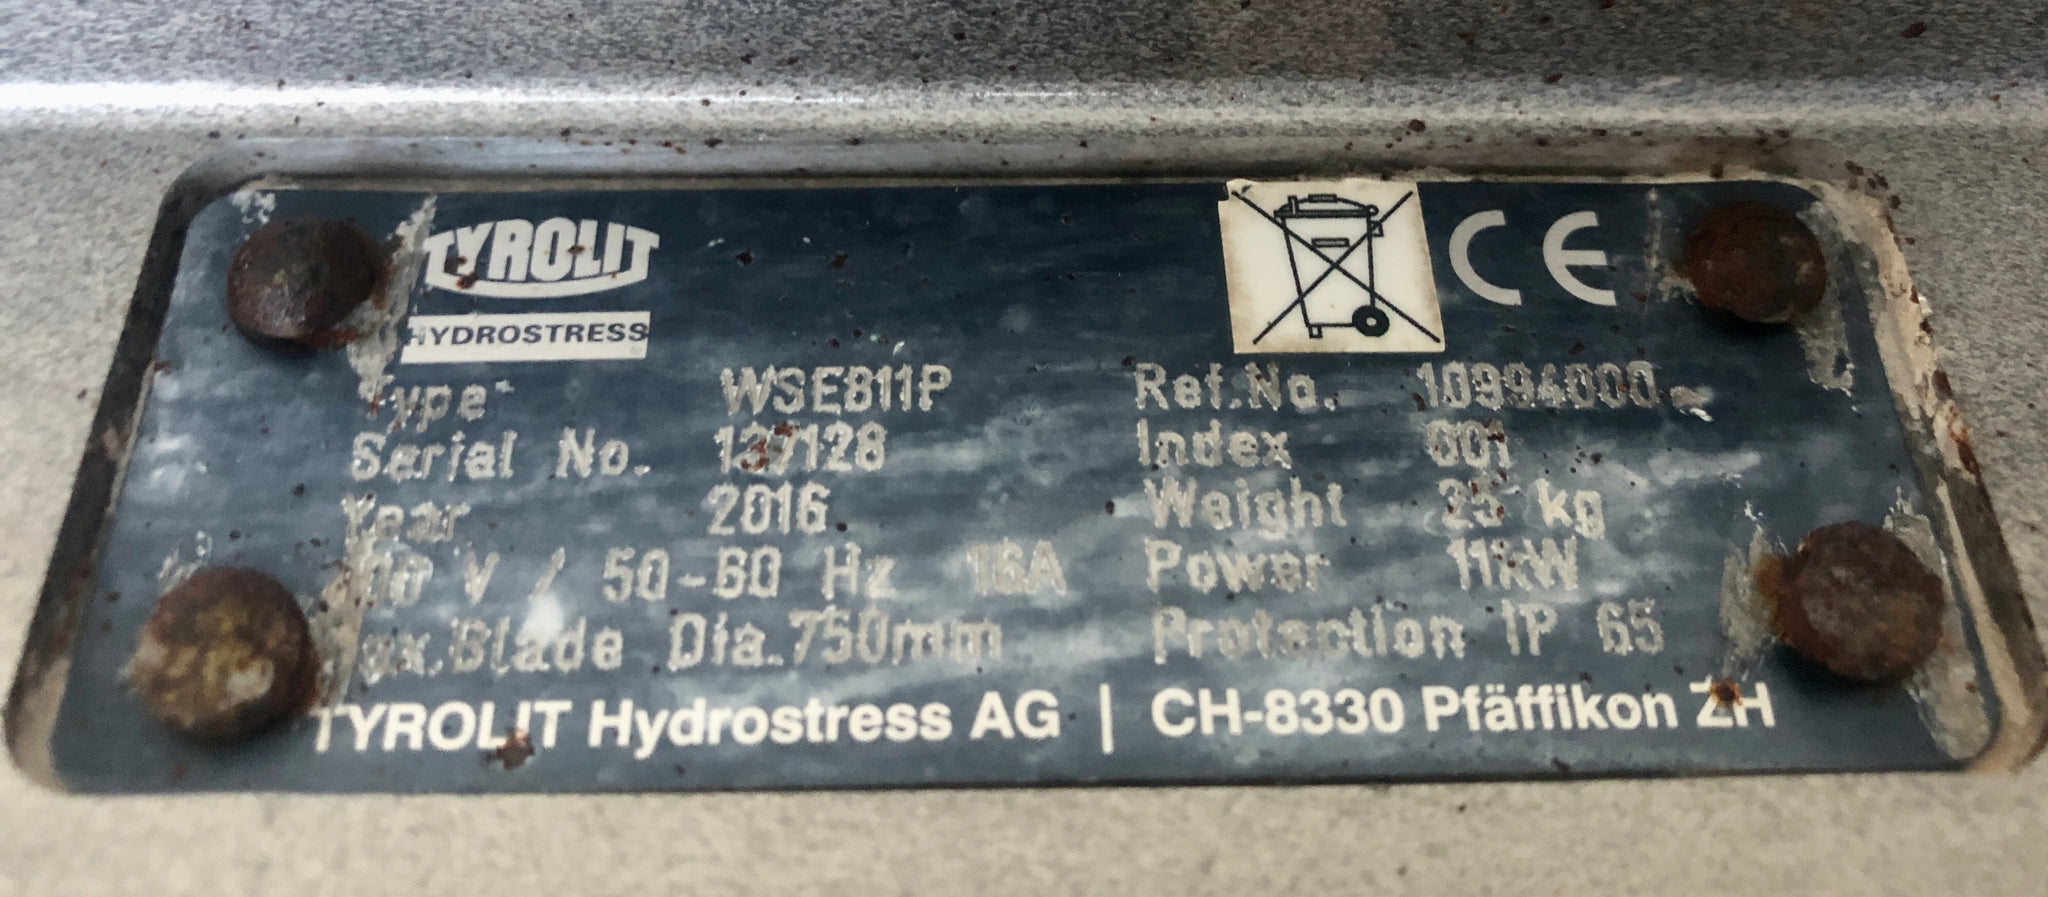 TYROLIT
HYDROSTRESS
CE
Type WSE811P Ref.No. 10994000
Serial No. 137128 Index 001
Year 2016 Weight 25 kg
400 V / 50-60 Hz 16A Power 11kW
Max.Blade Dia.750mm Protection IP 65
TYROLIT Hydrostress AG | CH-8330 Pfäffikon ZH